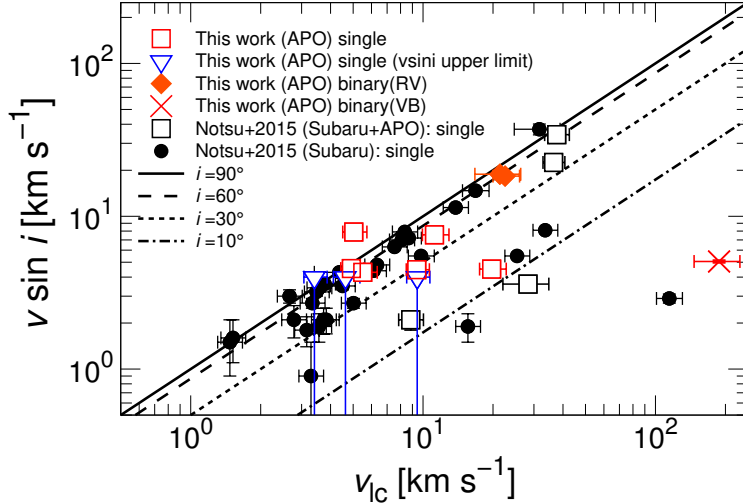 This work (APO) single
This work (APO) single (vsini upper limit)
This work (APO) binary(RV)
This work (APO) binary(VB)
Notsu+2015 (Subaru+APO): single
Notsu+2015 (Subaru): single
i =90°
i =60°
i =30°
i =10°
10²
10¹
10⁰
v sin i [km s⁻¹]
10⁰ 10¹ 10²
vlc [km s⁻¹]